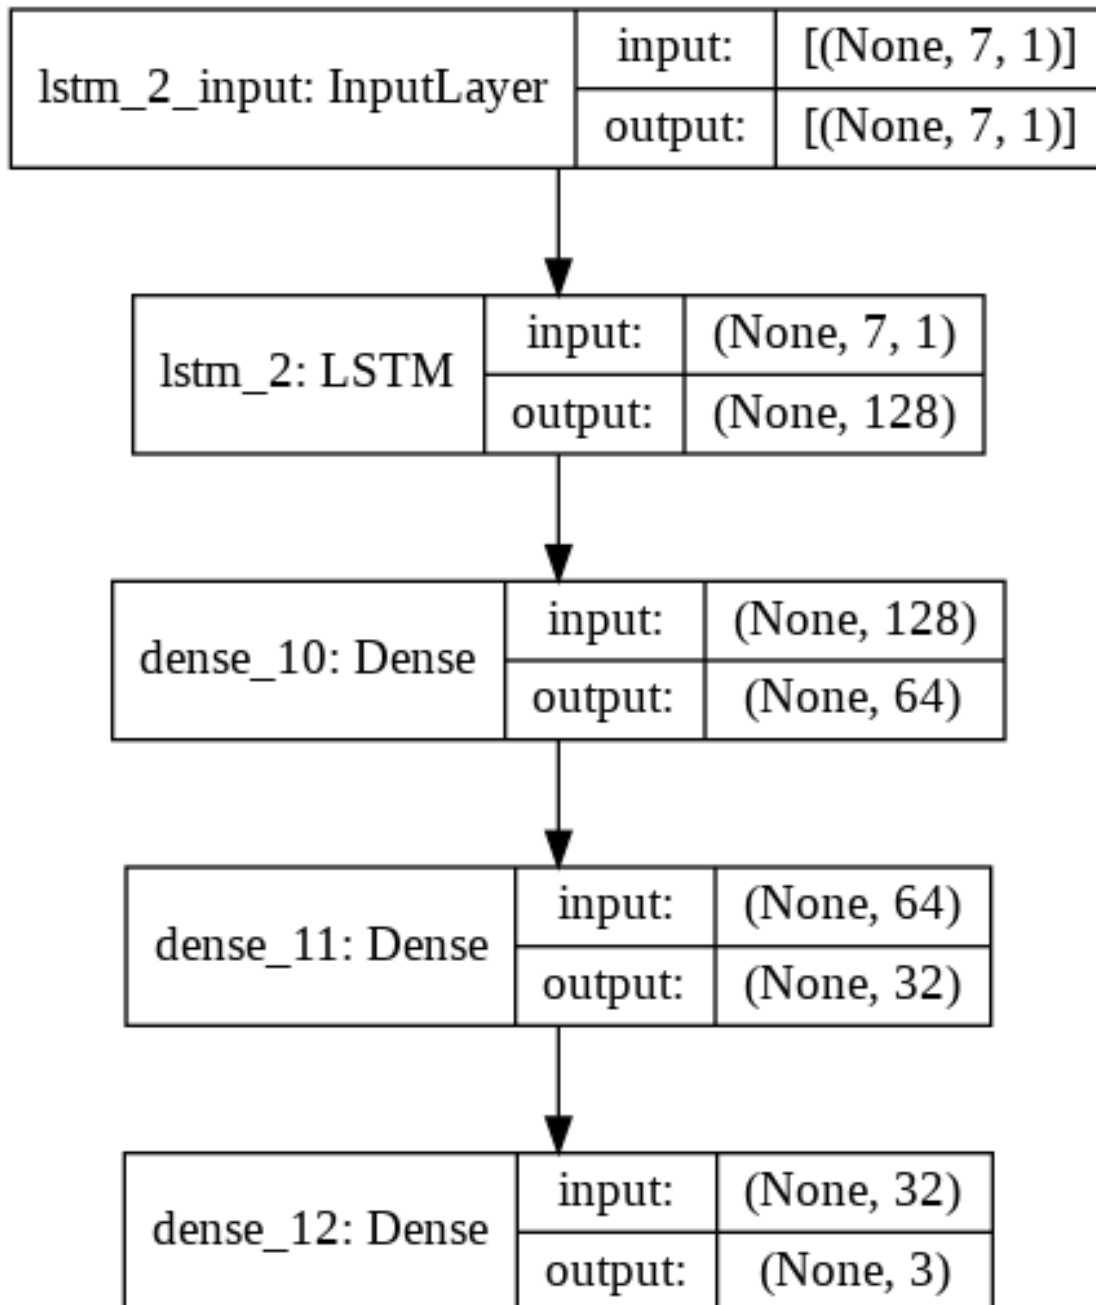 lstm_2_input: InputLayer
input: [(None, 7, 1)]
output: [(None, 7, 1)]
lstm_2: LSTM
input: (None, 7, 1)
output: (None, 128)
dense_10: Dense
input: (None, 128)
output: (None, 64)
dense_11: Dense
input: (None, 64)
output: (None, 32)
dense_12: Dense
input: (None, 32)
output: (None, 3)